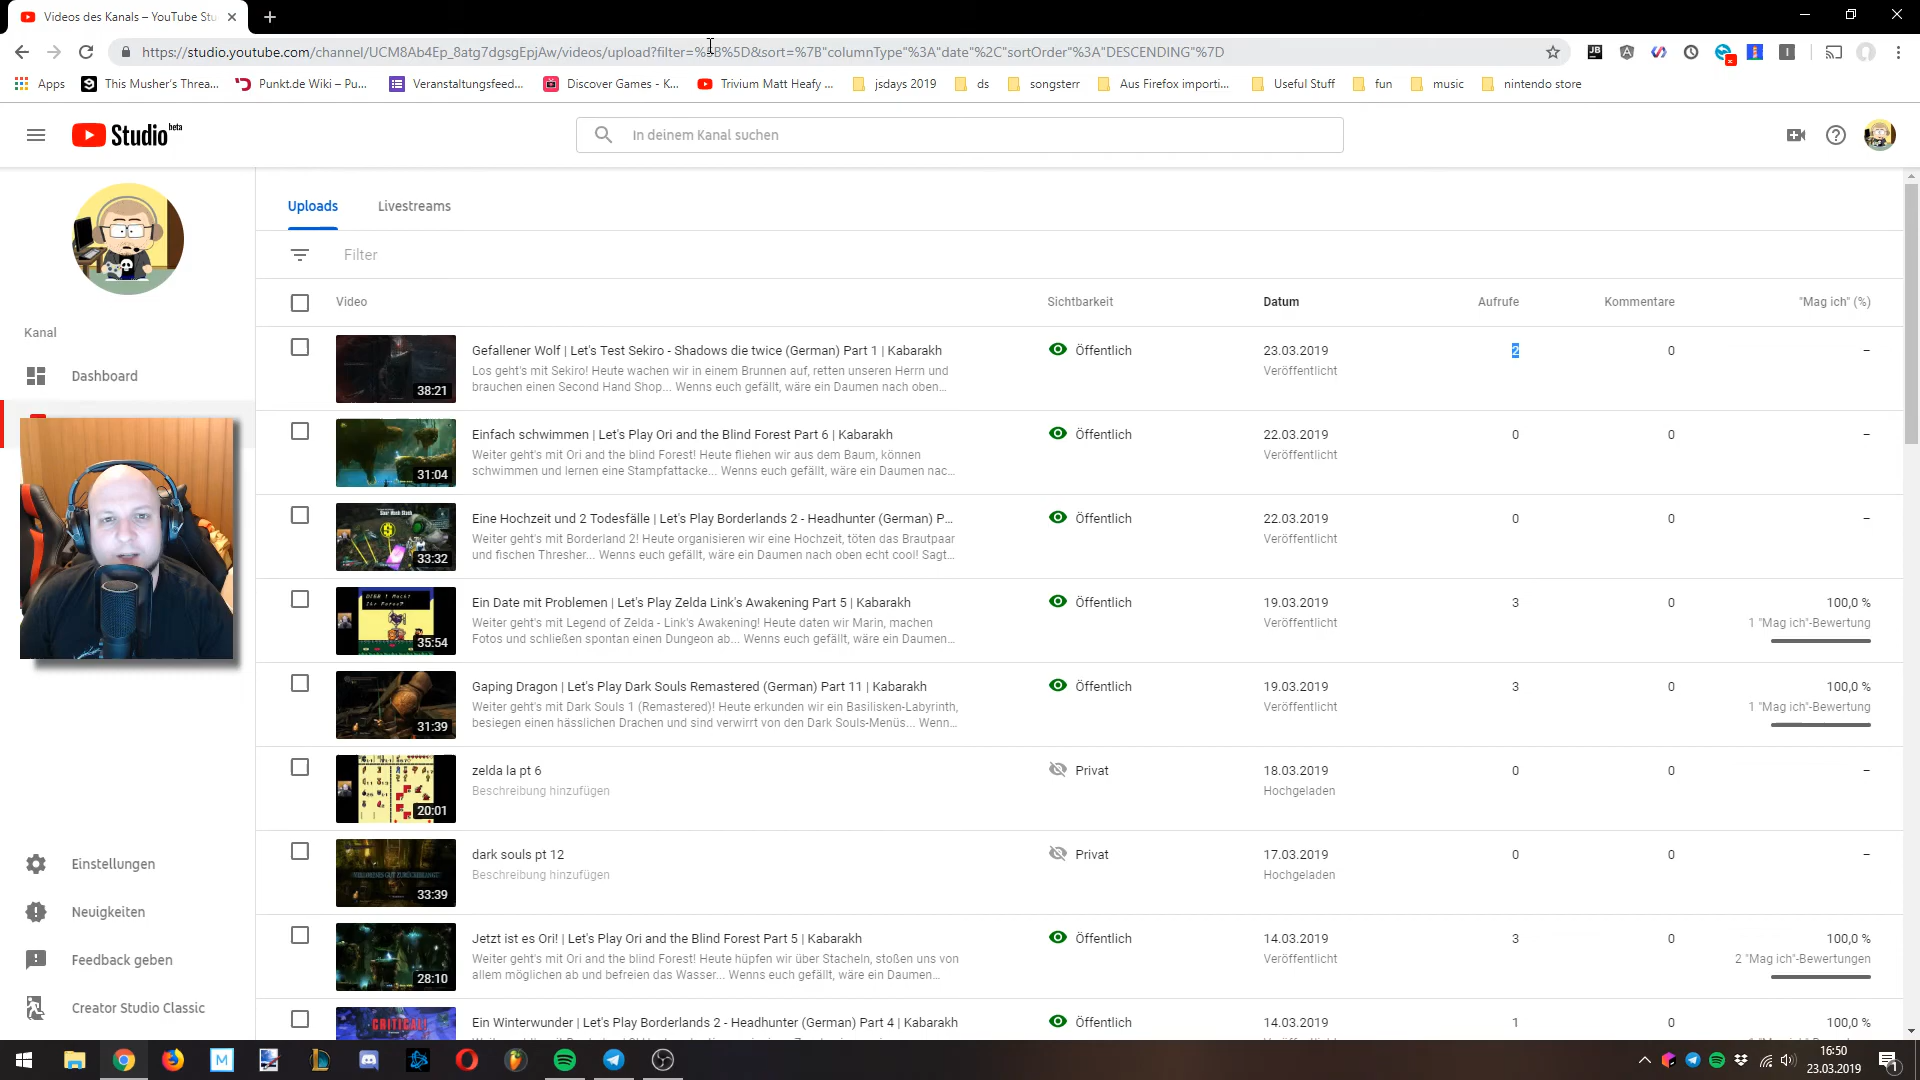 Videos des Kanals – YouTube Stu
https://studio.youtube.com/channel/UCM8Ab4Ep_8atg7dgsgEpjAw/videos/upload?filter=%5B%5D&sort=%7B"columnType"%3A"date"%2C"sortOrder"%3A"DESCENDING"%7D
Apps This Musher's Threa... Punkt.de Wiki – Pu... Veranstaltungsfeed... Discover Games - K... Trivium Matt Heafy ... jsdays 2019 ds songsterr Aus Firefox importi... Useful Stuff fun music nintendo store
Studio beta
In deinem Kanal suchen
Uploads Livestreams
Filter
Video Sichtbarkeit Datum Aufrufe Kommentare "Mag ich" (%)
Kanal
Dashboard
Einstellungen
Neuigkeiten
Feedback geben
Creator Studio Classic
Gefallener Wolf | Let's Test Sekiro - Shadows die twice (German) Part 1 | Kabarakh Öffentlich 23.03.2019 2 0 –
Los geht's mit Sekiro! Heute wachen wir in einem Brunnen auf, retten unseren Herrn und Veröffentlicht
brauchen einen Second Hand Shop... Wenns euch gefällt, wäre ein Daumen nach oben...
38:21
Einfach schwimmen | Let's Play Ori and the Blind Forest Part 6 | Kabarakh Öffentlich 22.03.2019 0 0 –
Weiter geht's mit Ori and the blind Forest! Heute fliehen wir aus dem Baum, können Veröffentlicht
schwimmen und lernen eine Stampfattacke... Wenns euch gefällt, wäre ein Daumen nac...
31:04
Eine Hochzeit und 2 Todesfälle | Let's Play Borderlands 2 - Headhunter (German) P... Öffentlich 22.03.2019 0 0 –
Weiter geht's mit Borderland 2! Heute organisieren wir eine Hochzeit, töten das Brautpaar Veröffentlicht
und fischen Thresher... Wenns euch gefällt, wäre ein Daumen nach oben echt cool! Sagt...
33:32
Ein Date mit Problemen | Let's Play Zelda Link's Awakening Part 5 | Kabarakh Öffentlich 19.03.2019 3 0 100,0 %
Weiter geht's mit Legend of Zelda - Link's Awakening! Heute daten wir Marin, machen Veröffentlicht 1 "Mag ich"-Bewertung
Fotos und schließen spontan einen Dungeon ab... Wenns euch gefällt, wäre ein Daumen...
35:54
Gaping Dragon | Let's Play Dark Souls Remastered (German) Part 11 | Kabarakh Öffentlich 19.03.2019 3 0 100,0 %
Weiter geht's mit Dark Souls 1 (Remastered)! Heute erkunden wir ein Basilisken-Labyrinth, Veröffentlicht 1 "Mag ich"-Bewertung
besiegen einen hässlichen Drachen und sind verwirrt von den Dark Souls-Menüs... Wenn...
31:39
zelda la pt 6 Privat 18.03.2019 0 0 –
Beschreibung hinzufügen Hochgeladen
20:01
dark souls pt 12 Privat 17.03.2019 0 0 –
Beschreibung hinzufügen Hochgeladen
33:39
Jetzt ist es Ori! | Let's Play Ori and the Blind Forest Part 5 | Kabarakh Öffentlich 14.03.2019 3 0 100,0 %
Weiter geht's mit Ori and the blind Forest! Heute hüpfen wir über Stacheln, stoßen uns von Veröffentlicht 2 "Mag ich"-Bewertungen
allem möglichen ab und befreien das Wasser... Wenns euch gefällt, wäre ein Daumen...
28:10
CRITICAL!
Ein Winterwunder | Let's Play Borderlands 2 - Headhunter (German) Part 4 | Kabarakh Öffentlich 14.03.2019 1 0 100,0 %
16:50
23.03.2019